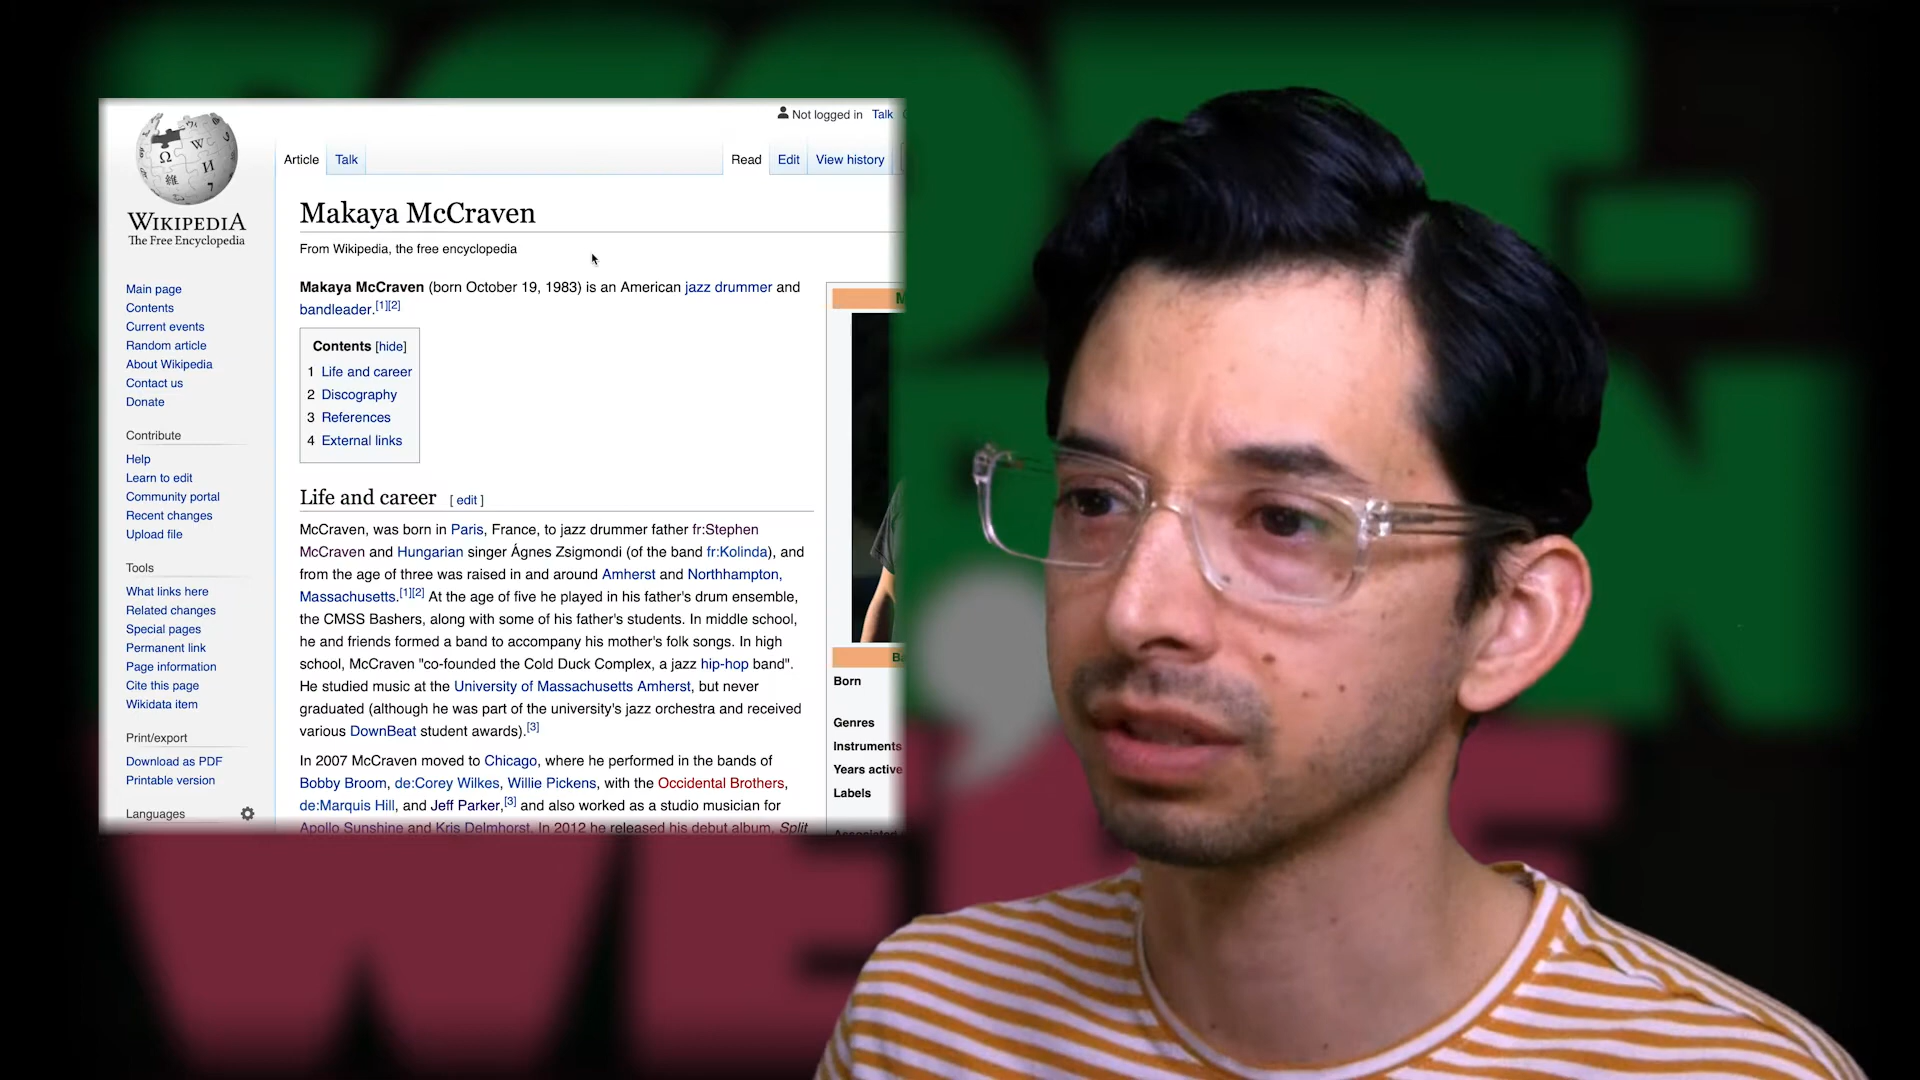 Not logged in Talk
Article Talk Read Edit View history
WIKIPEDIA
The Free Encyclopedia
Makaya McCraven
From Wikipedia, the free encyclopedia
Makaya McCraven (born October 19, 1983) is an American jazz drummer and
bandleader.[1][2]
Contents [hide]
1 Life and career
2 Discography
3 References
4 External links
Main page
Contents
Current events
Random article
About Wikipedia
Contact us
Donate
Contribute
Help
Learn to edit
Community portal
Recent changes
Upload file
Tools
What links here
Related changes
Special pages
Permanent link
Page information
Cite this page
Wikidata item
Print/export
Download as PDF
Printable version
Languages
Life and career [ edit ]
McCraven, was born in Paris, France, to jazz drummer father fr:Stephen
McCraven and Hungarian singer Ágnes Zsigmondi (of the band fr:Kolinda), and
from the age of three was raised in and around Amherst and Northhampton,
Massachusetts.[1][2] At the age of five he played in his father's drum ensemble,
the CMSS Bashers, along with some of his father's students. In middle school,
he and friends formed a band to accompany his mother's folk songs. In high
school, McCraven "co-founded the Cold Duck Complex, a jazz hip-hop band".
He studied music at the University of Massachusetts Amherst, but never
graduated (although he was part of the university's jazz orchestra and received
various DownBeat student awards).[3]
In 2007 McCraven moved to Chicago, where he performed in the bands of
Bobby Broom, de:Corey Wilkes, Willie Pickens, with the Occidental Brothers,
de:Marquis Hill, and Jeff Parker,[3] and also worked as a studio musician for
Apollo Sunshine and Kris Delmhorst. In 2012 he released his debut album, Split
Born
Genres
Instruments
Years active
Labels